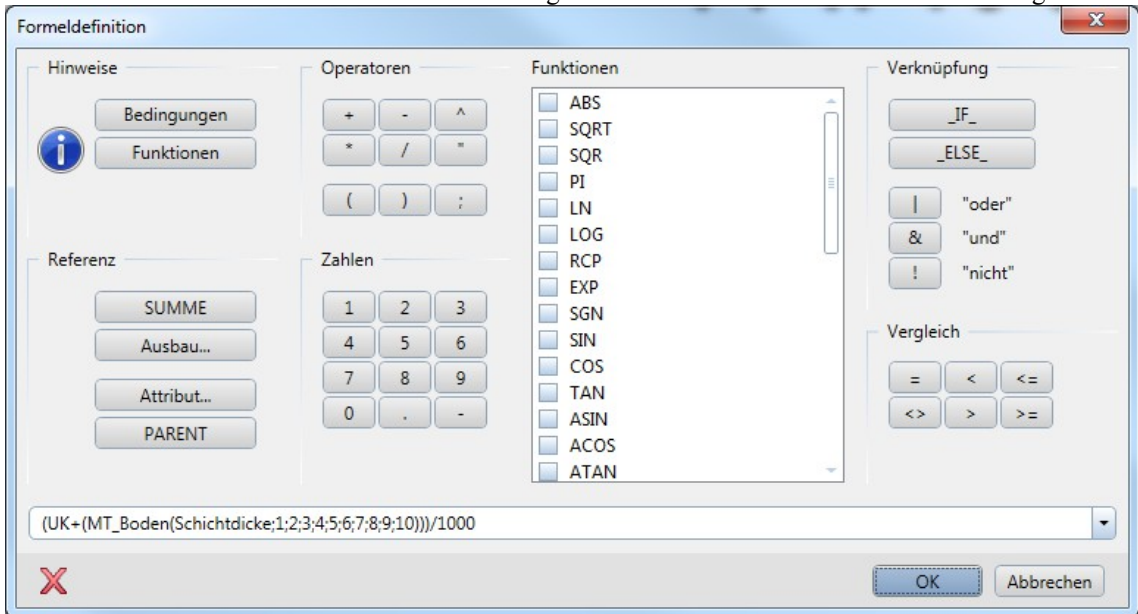 Formeldefinition
x
Hinweise
Bedingungen
i
Funktionen
Referenz
SUMME
Ausbau...
Attribut...
PARENT
Operatoren
+ - ^
* / "
( ) ;
Zahlen
1 2 3
4 5 6
7 8 9
0 . -
Funktionen
ABS
SQRT
SQR
PI
LN
LOG
RCP
EXP
SGN
SIN
COS
TAN
ASIN
ACOS
ATAN
Verknüpfung
_IF_
_ELSE_
| "oder"
& "und"
! "nicht"
Vergleich
= < <=
<> > >=
(UK+(MT_Boden(Schichtdicke;1;2;3;4;5;6;7;8;9;10)))/1000
OK Abbrechen